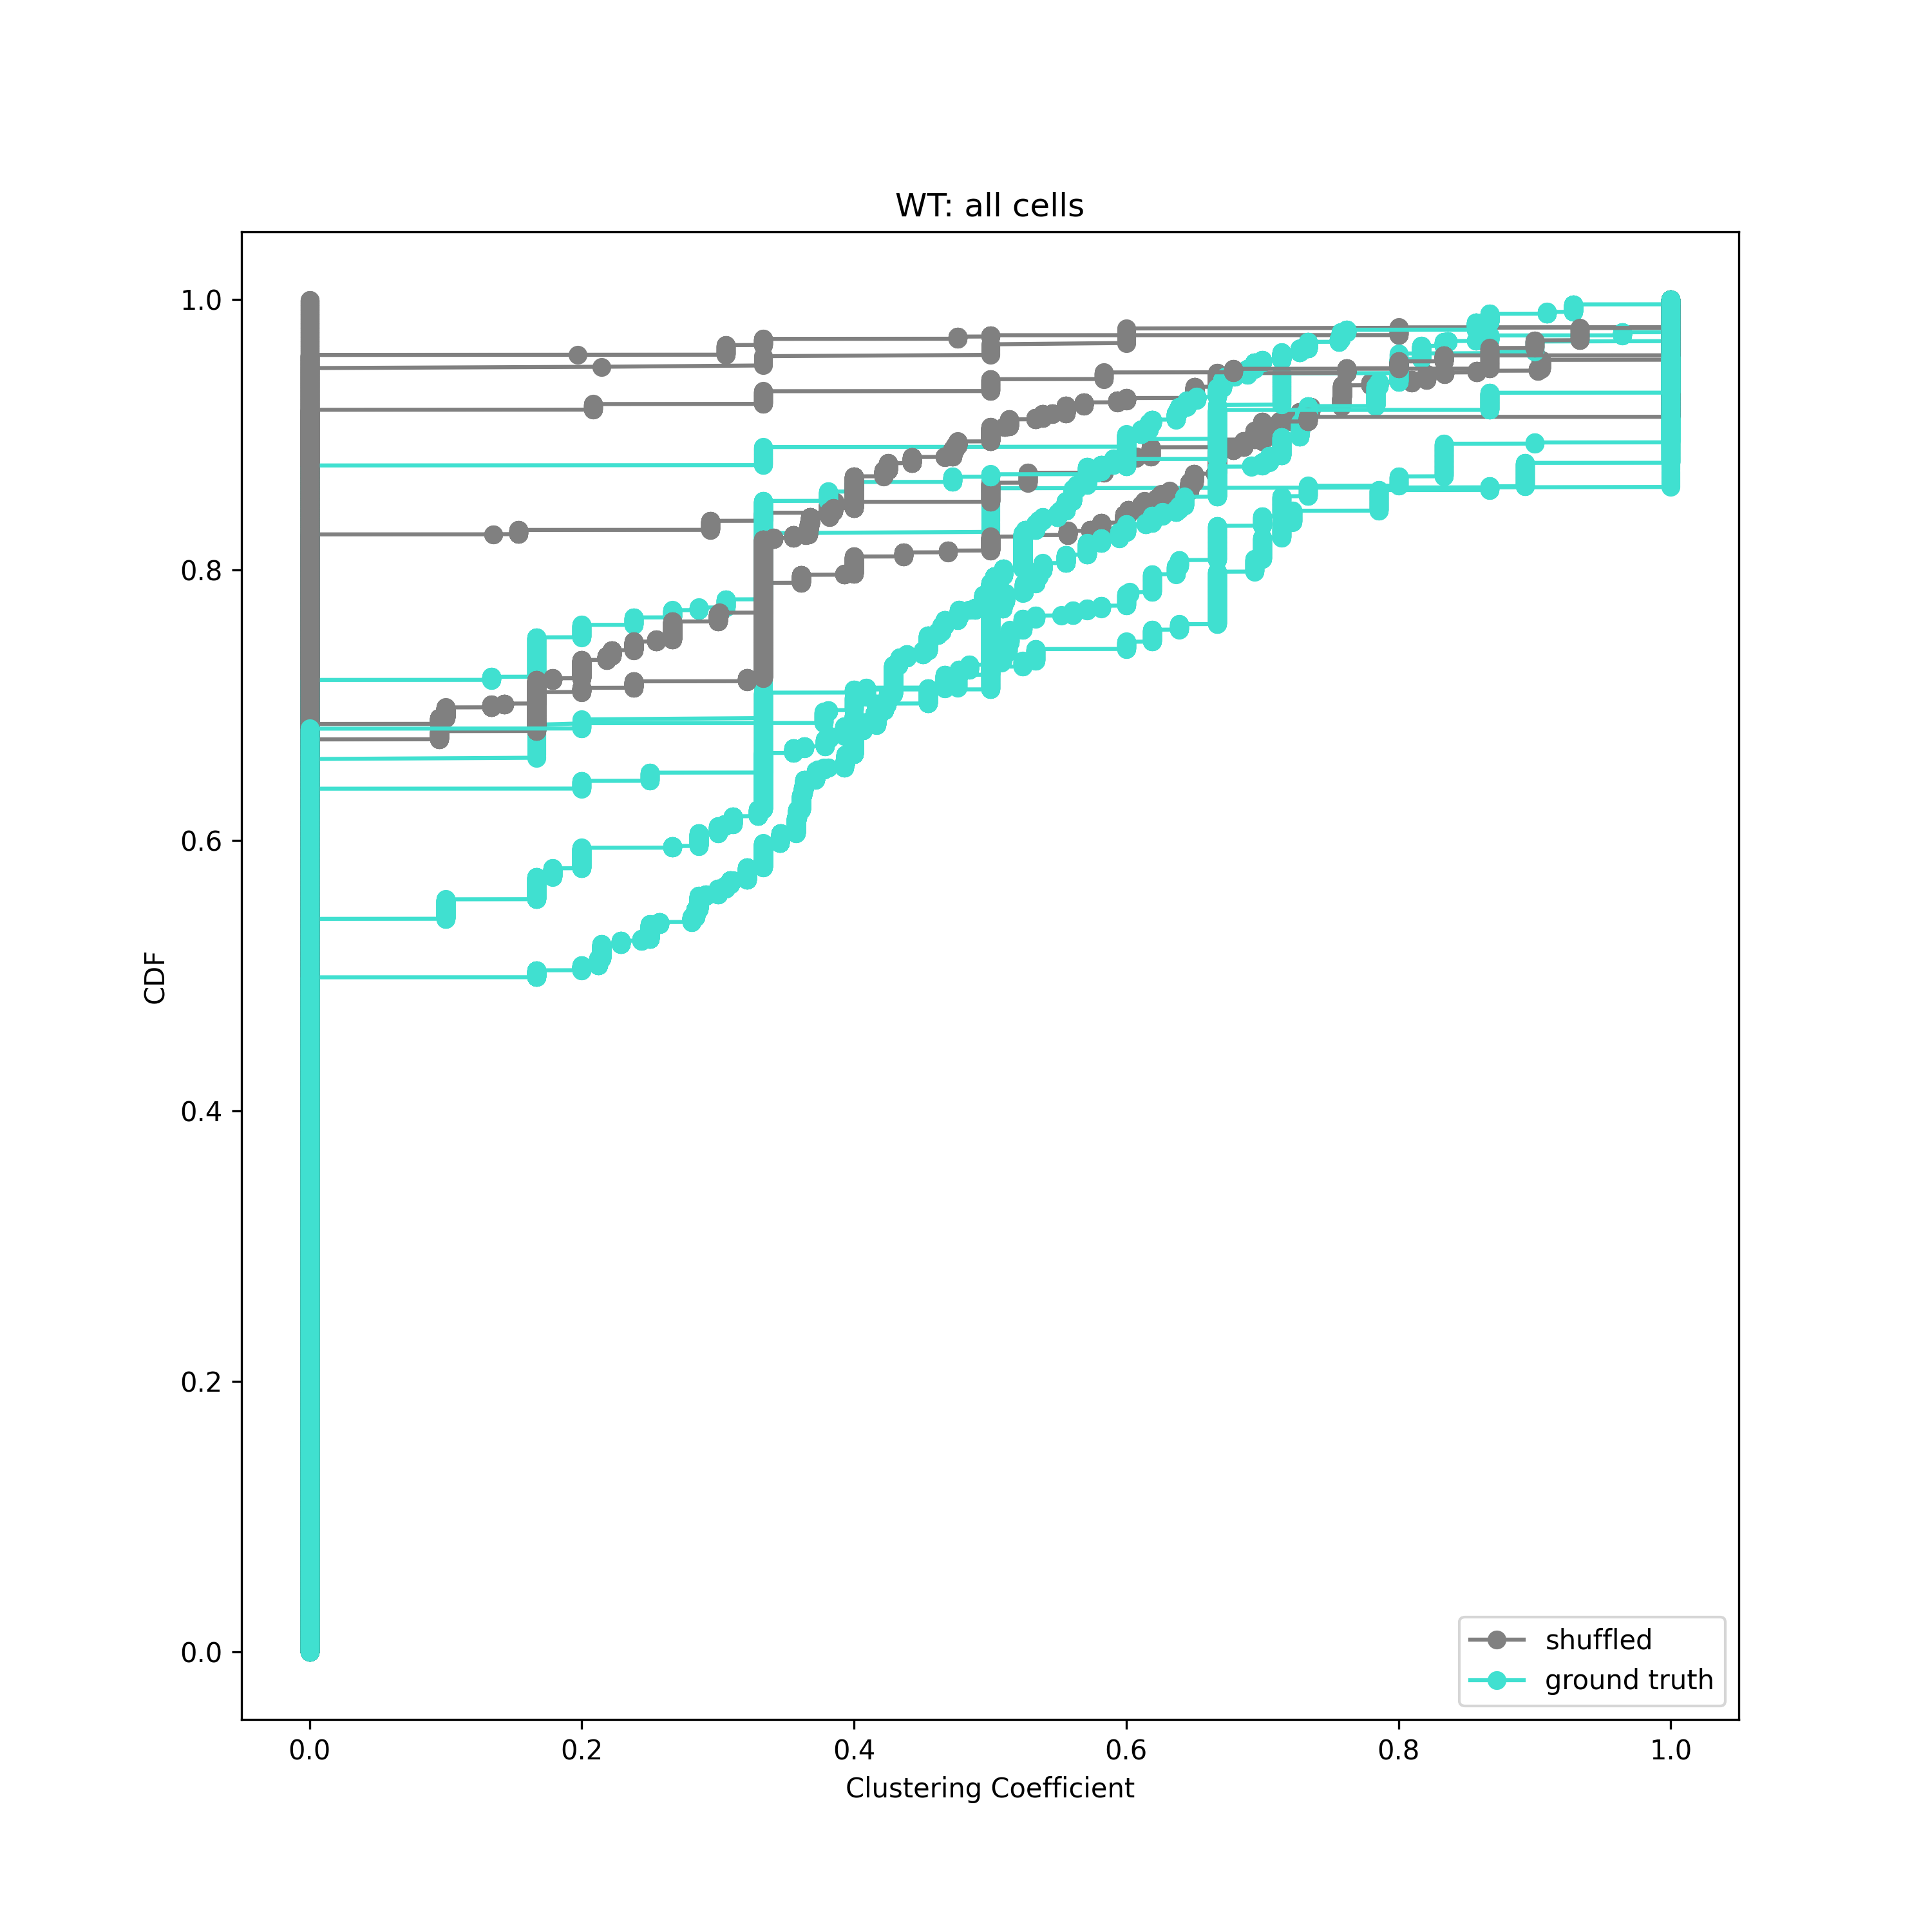 WT: all cells
1.0
0.8
0.6
0.4
0.2
0.0
CDF
0.0 0.2 0.4 0.6 0.8 1.0
Clustering Coefficient
shuffled
ground truth